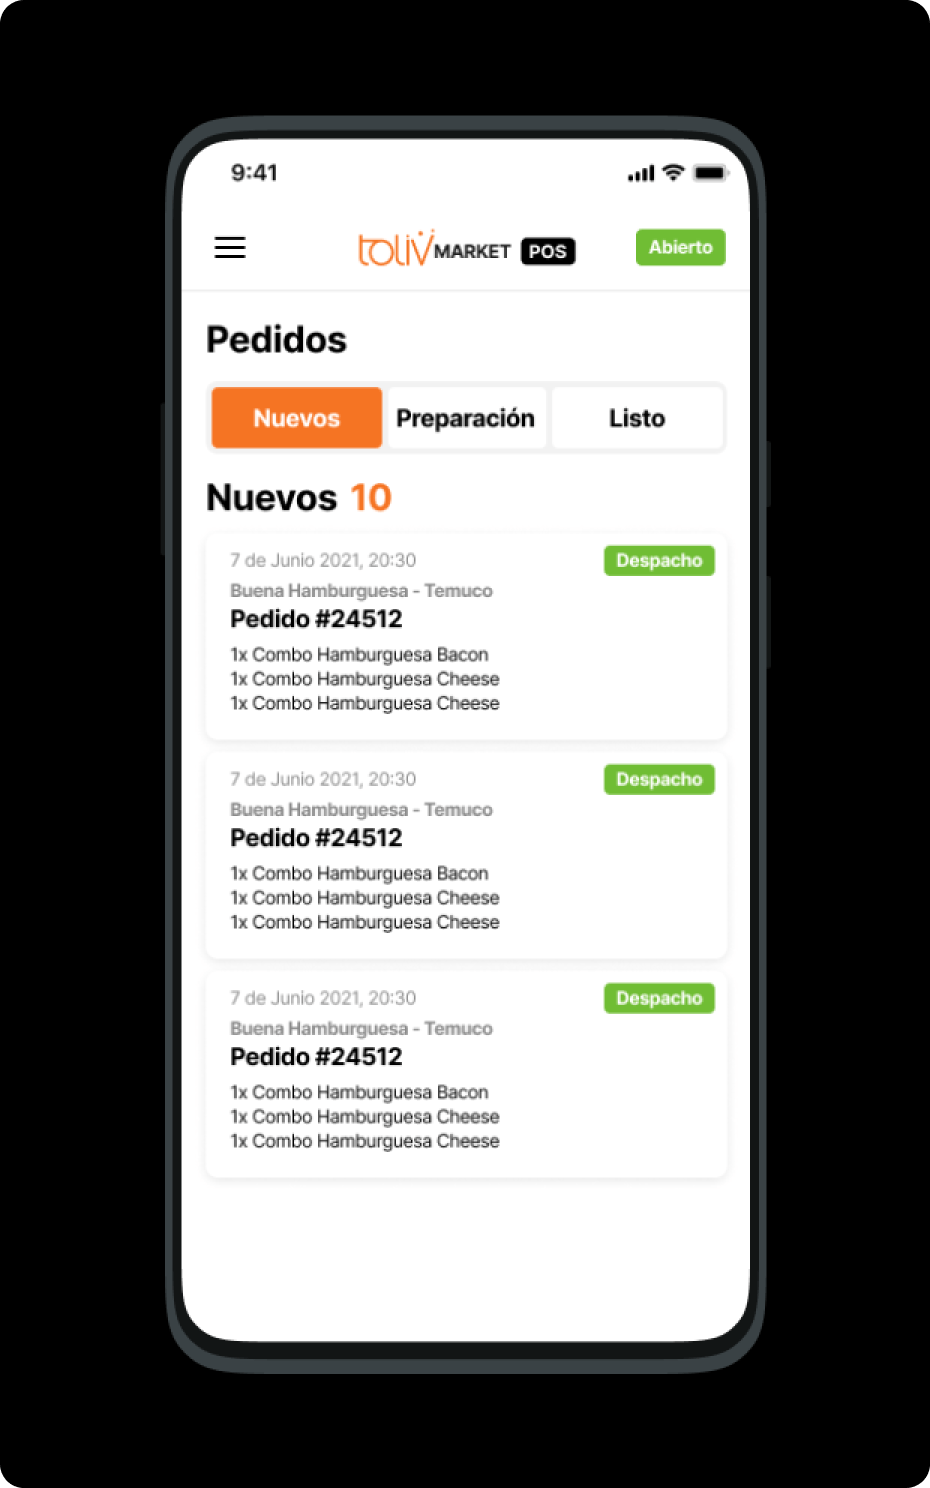 9:41
toliv MARKET POS
Abierto
Pedidos
Nuevos
Preparación
Listo
Nuevos 10
7 de Junio 2021, 20:30
Despacho
Buena Hamburguesa - Temuco
Pedido #24512
1x Combo Hamburguesa Bacon
1x Combo Hamburguesa Cheese
1x Combo Hamburguesa Cheese
7 de Junio 2021, 20:30
Despacho
Buena Hamburguesa - Temuco
Pedido #24512
1x Combo Hamburguesa Bacon
1x Combo Hamburguesa Cheese
1x Combo Hamburguesa Cheese
7 de Junio 2021, 20:30
Despacho
Buena Hamburguesa - Temuco
Pedido #24512
1x Combo Hamburguesa Bacon
1x Combo Hamburguesa Cheese
1x Combo Hamburguesa Cheese